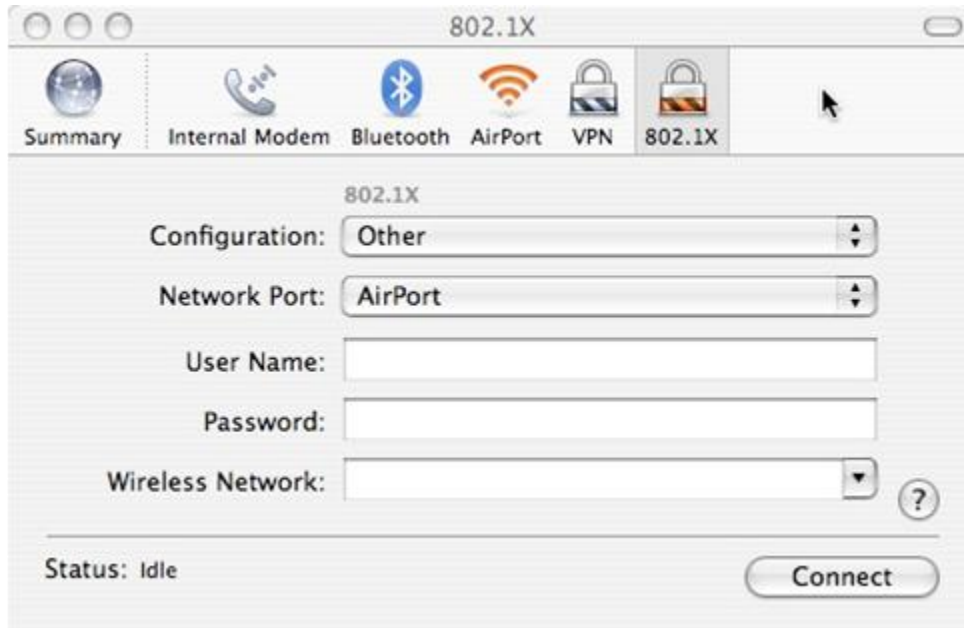 802.1X
Summary Internal Modem Bluetooth AirPort VPN 802.1X
802.1X
Configuration: Other
Network Port: AirPort
User Name:
Password:
Wireless Network:
?
Status: Idle
Connect